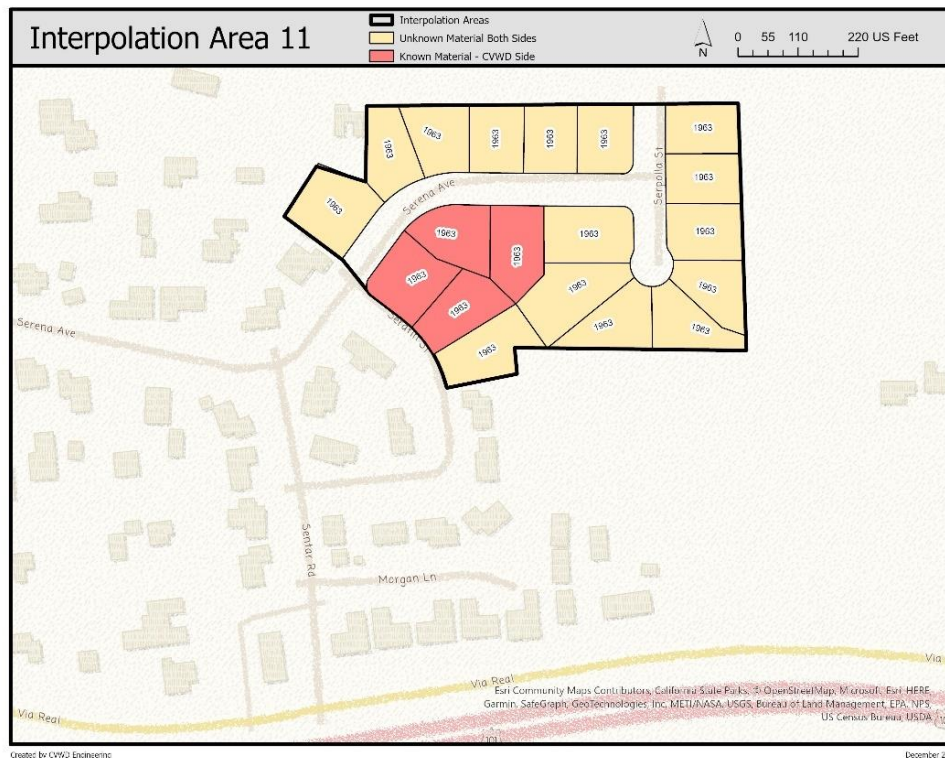 Interpolation Area 11
Interpolation Areas
Unknown Material Both Sides
Known Material - CVWD Side
N
0 55 110 220 US Feet
1963
1963
1963
1963
1963
1963
1963
1963
1963
Serena Ave
Serpolla St
1963
1963
1963
1963
1963
1963
1963
1963
1963
1963
Serena Ave
Sentar Rd
Morgan Ln
Via Real
Via
Via Real
Esri Community Maps Contributors, California State Parks, © OpenStreetMap, Microsoft, Esri, HERE,
Garmin, SafeGraph, GeoTechnologies, Inc, METI/NASA, USGS, Bureau of Land Management, EPA, NPS,
US Census Bureau, USDA
Created by CVWD Engineering
December 2